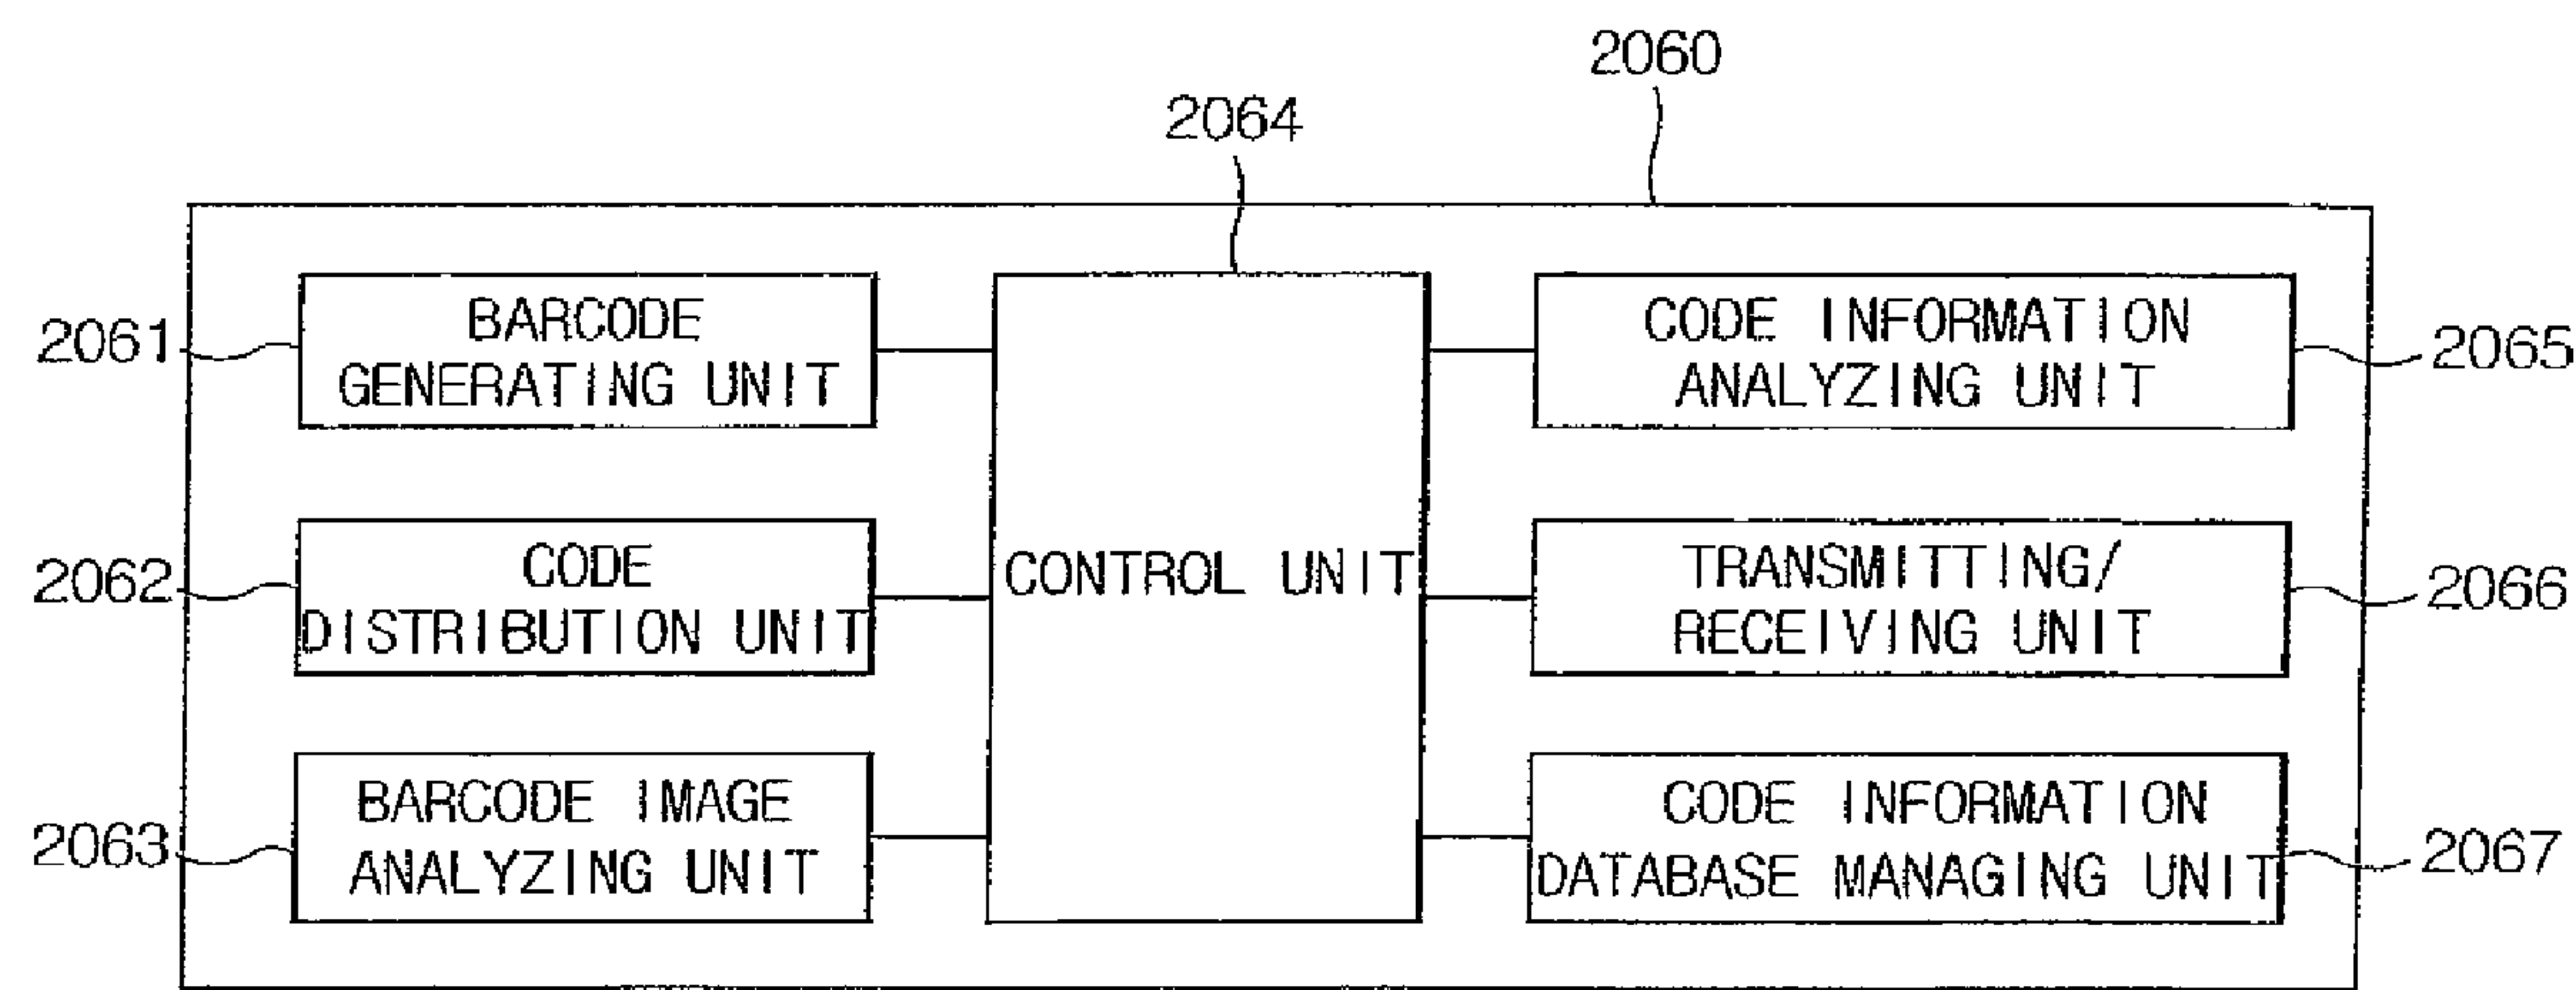 2060
2064
2061
BARCODE
GENERATING UNIT
CODE INFORMATION
ANALYZING UNIT
2065
2062
CODE
DISTRIBUTION UNIT
CONTROL UNIT
TRANSMITTING/
RECEIVING UNIT
2066
2063
BARCODE IMAGE
ANALYZING UNIT
CODE INFORMATION
DATABASE MANAGING UNIT
2067